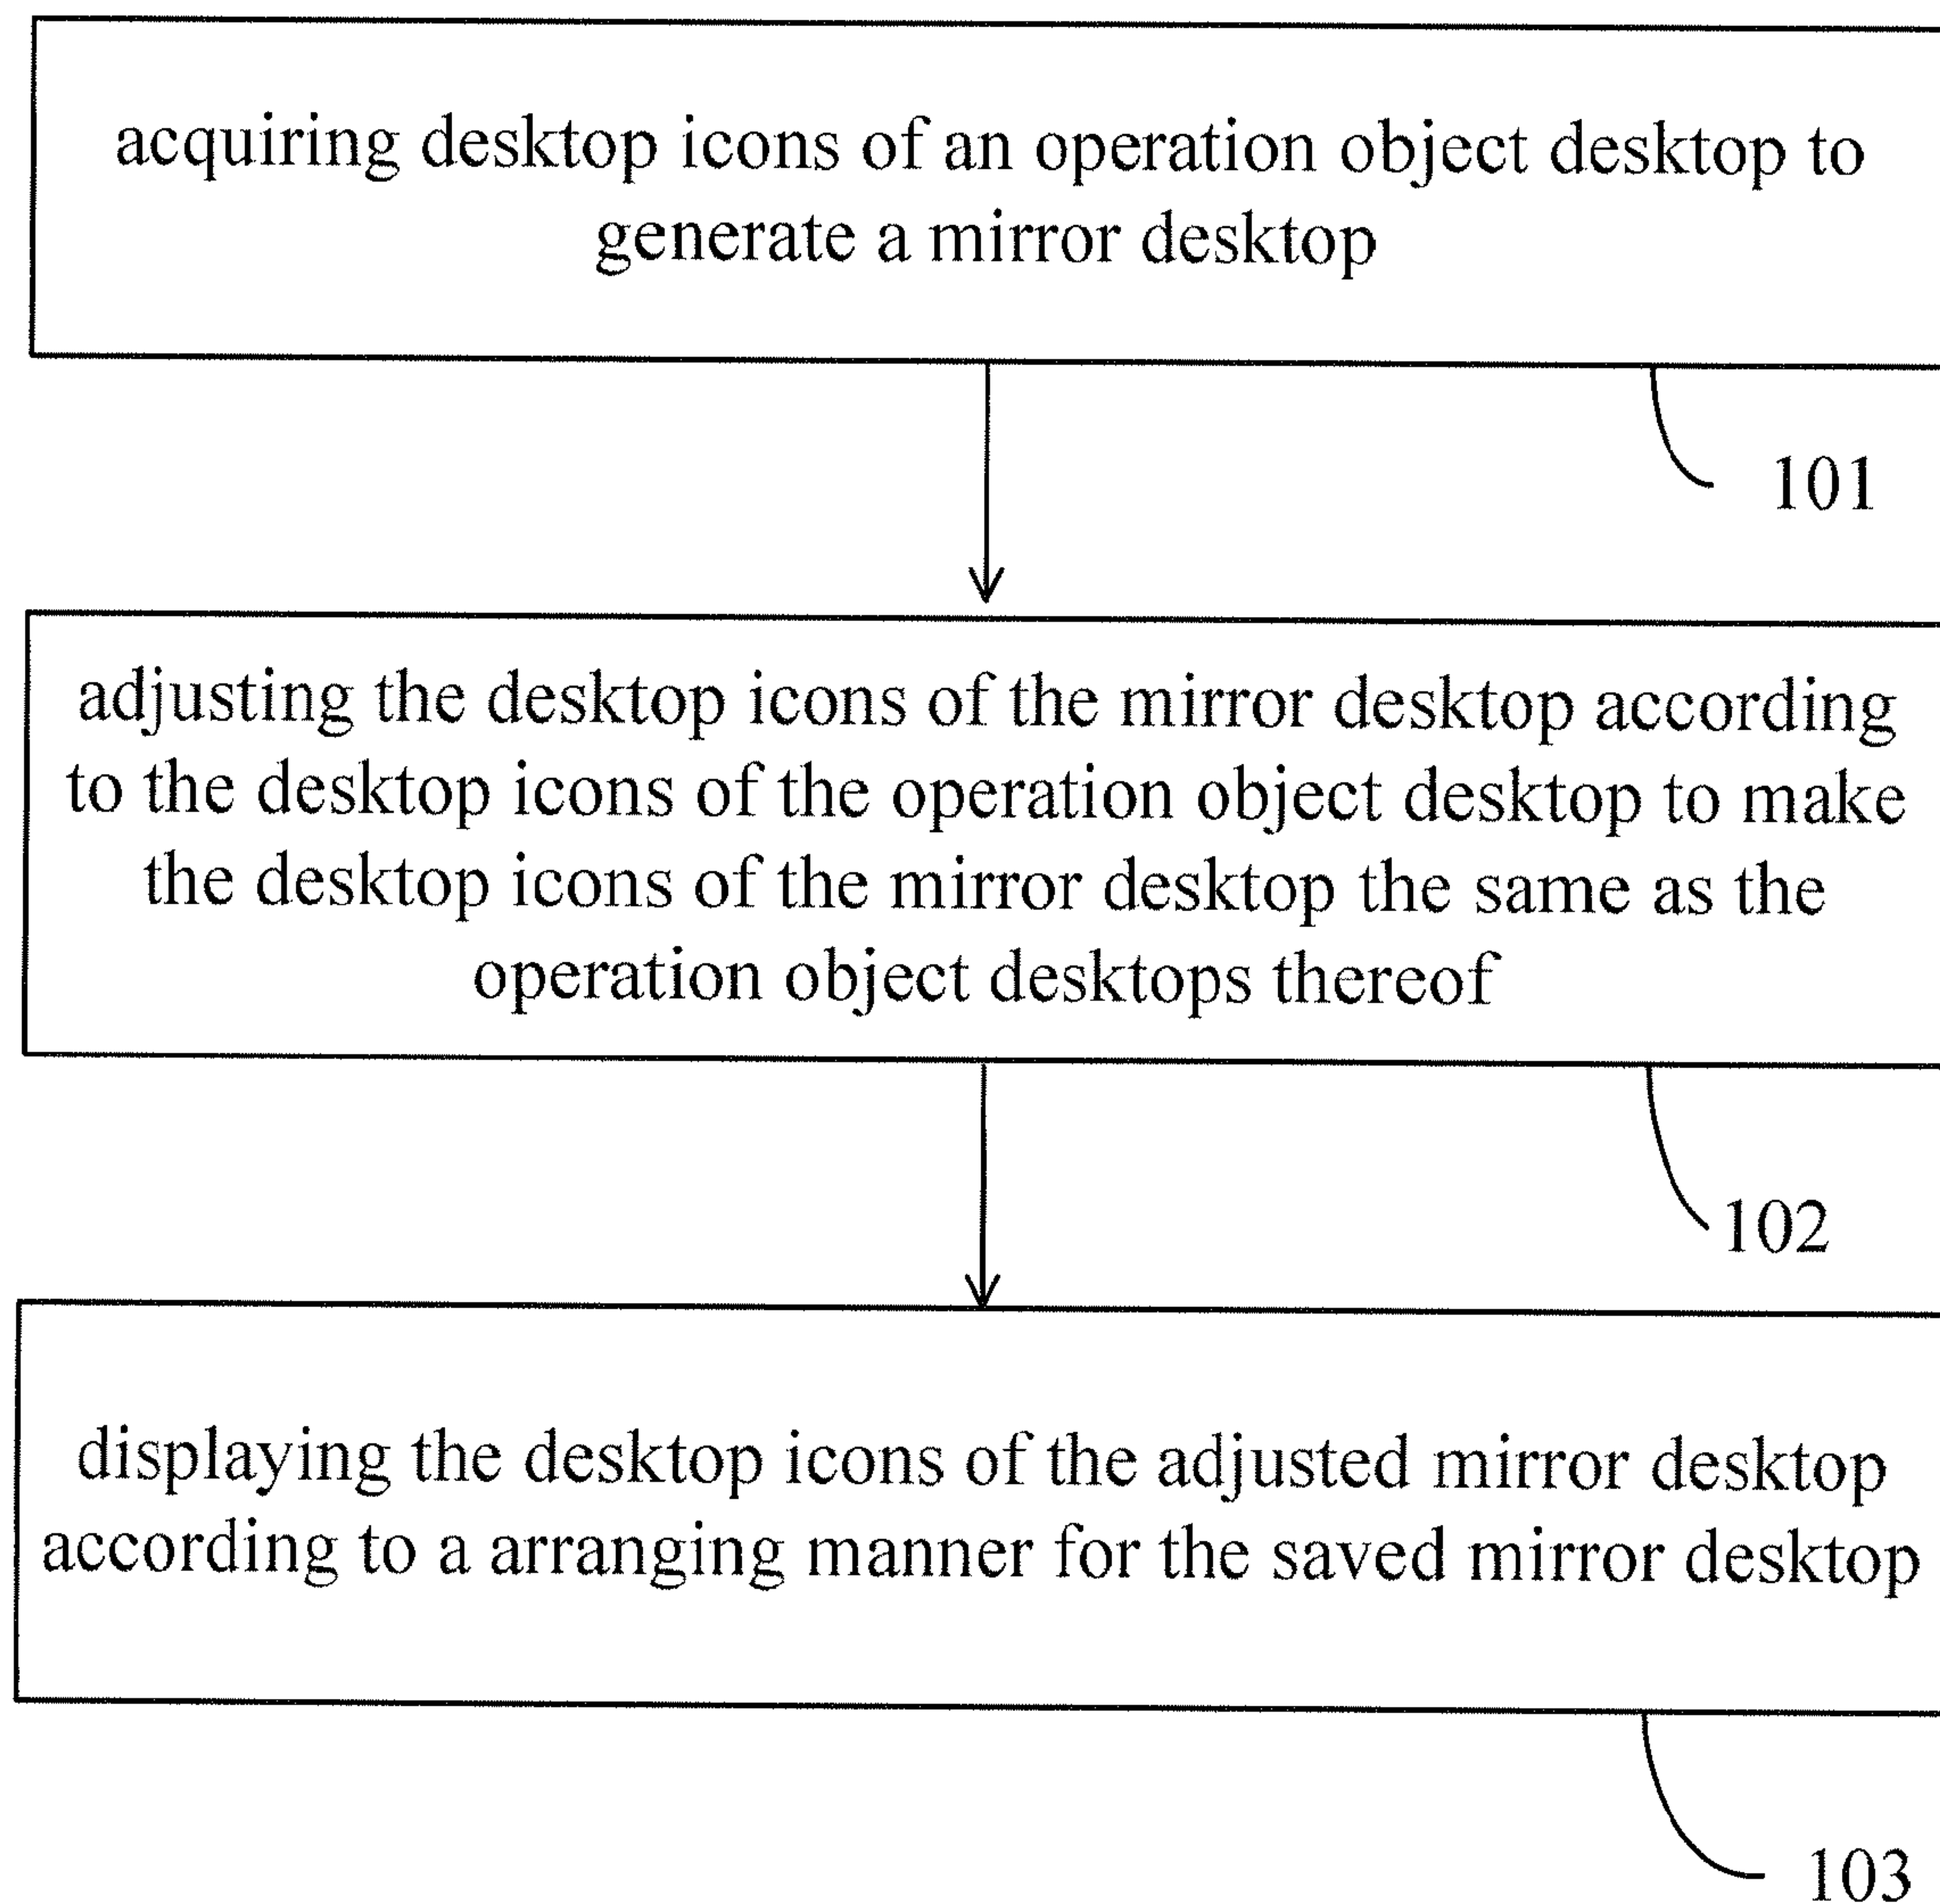 acquiring desktop icons of an operation object desktop to
generate a mirror desktop
101
adjusting the desktop icons of the mirror desktop according
to the desktop icons of the operation object desktop to make
the desktop icons of the mirror desktop the same as the
operation object desktops thereof
102
displaying the desktop icons of the adjusted mirror desktop
according to a arranging manner for the saved mirror desktop
103